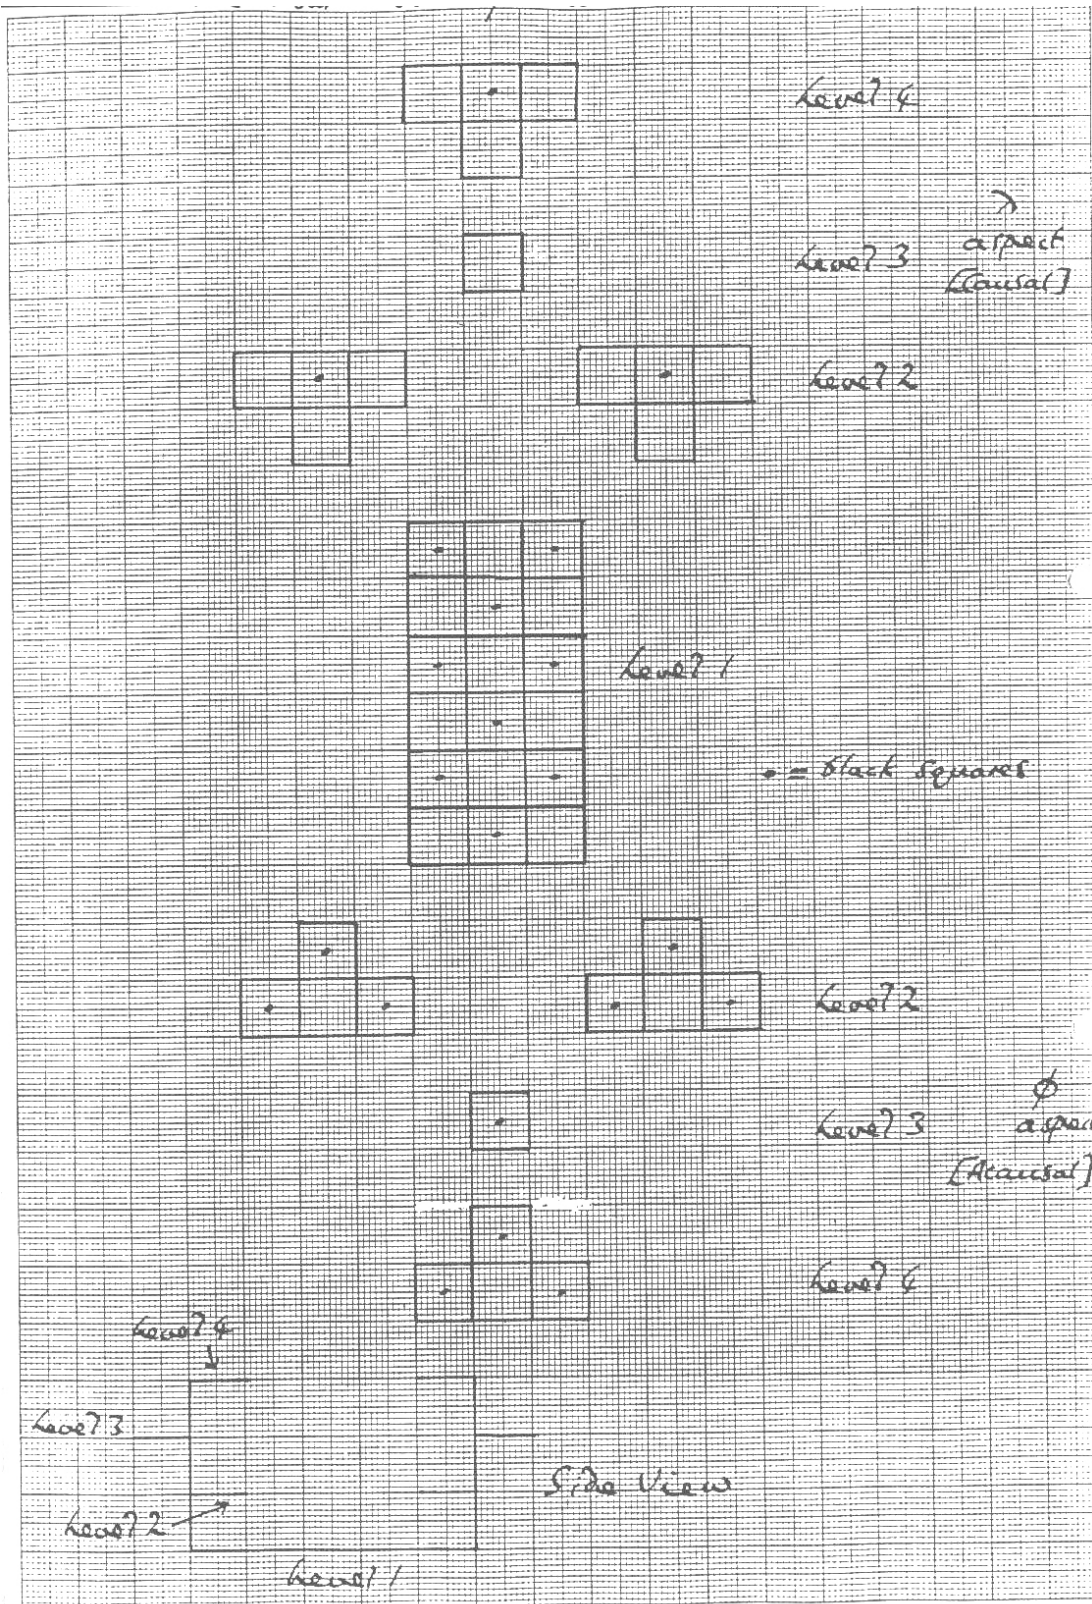 Level 4
λ
aspect
Level 3
[Causal]
Level 2
Level 1
• = black squares
Level 2
φ
Level 3
aspec
[Acausal]
Level 4
Level 4
Level 3
Side View
Level 2
Level 1